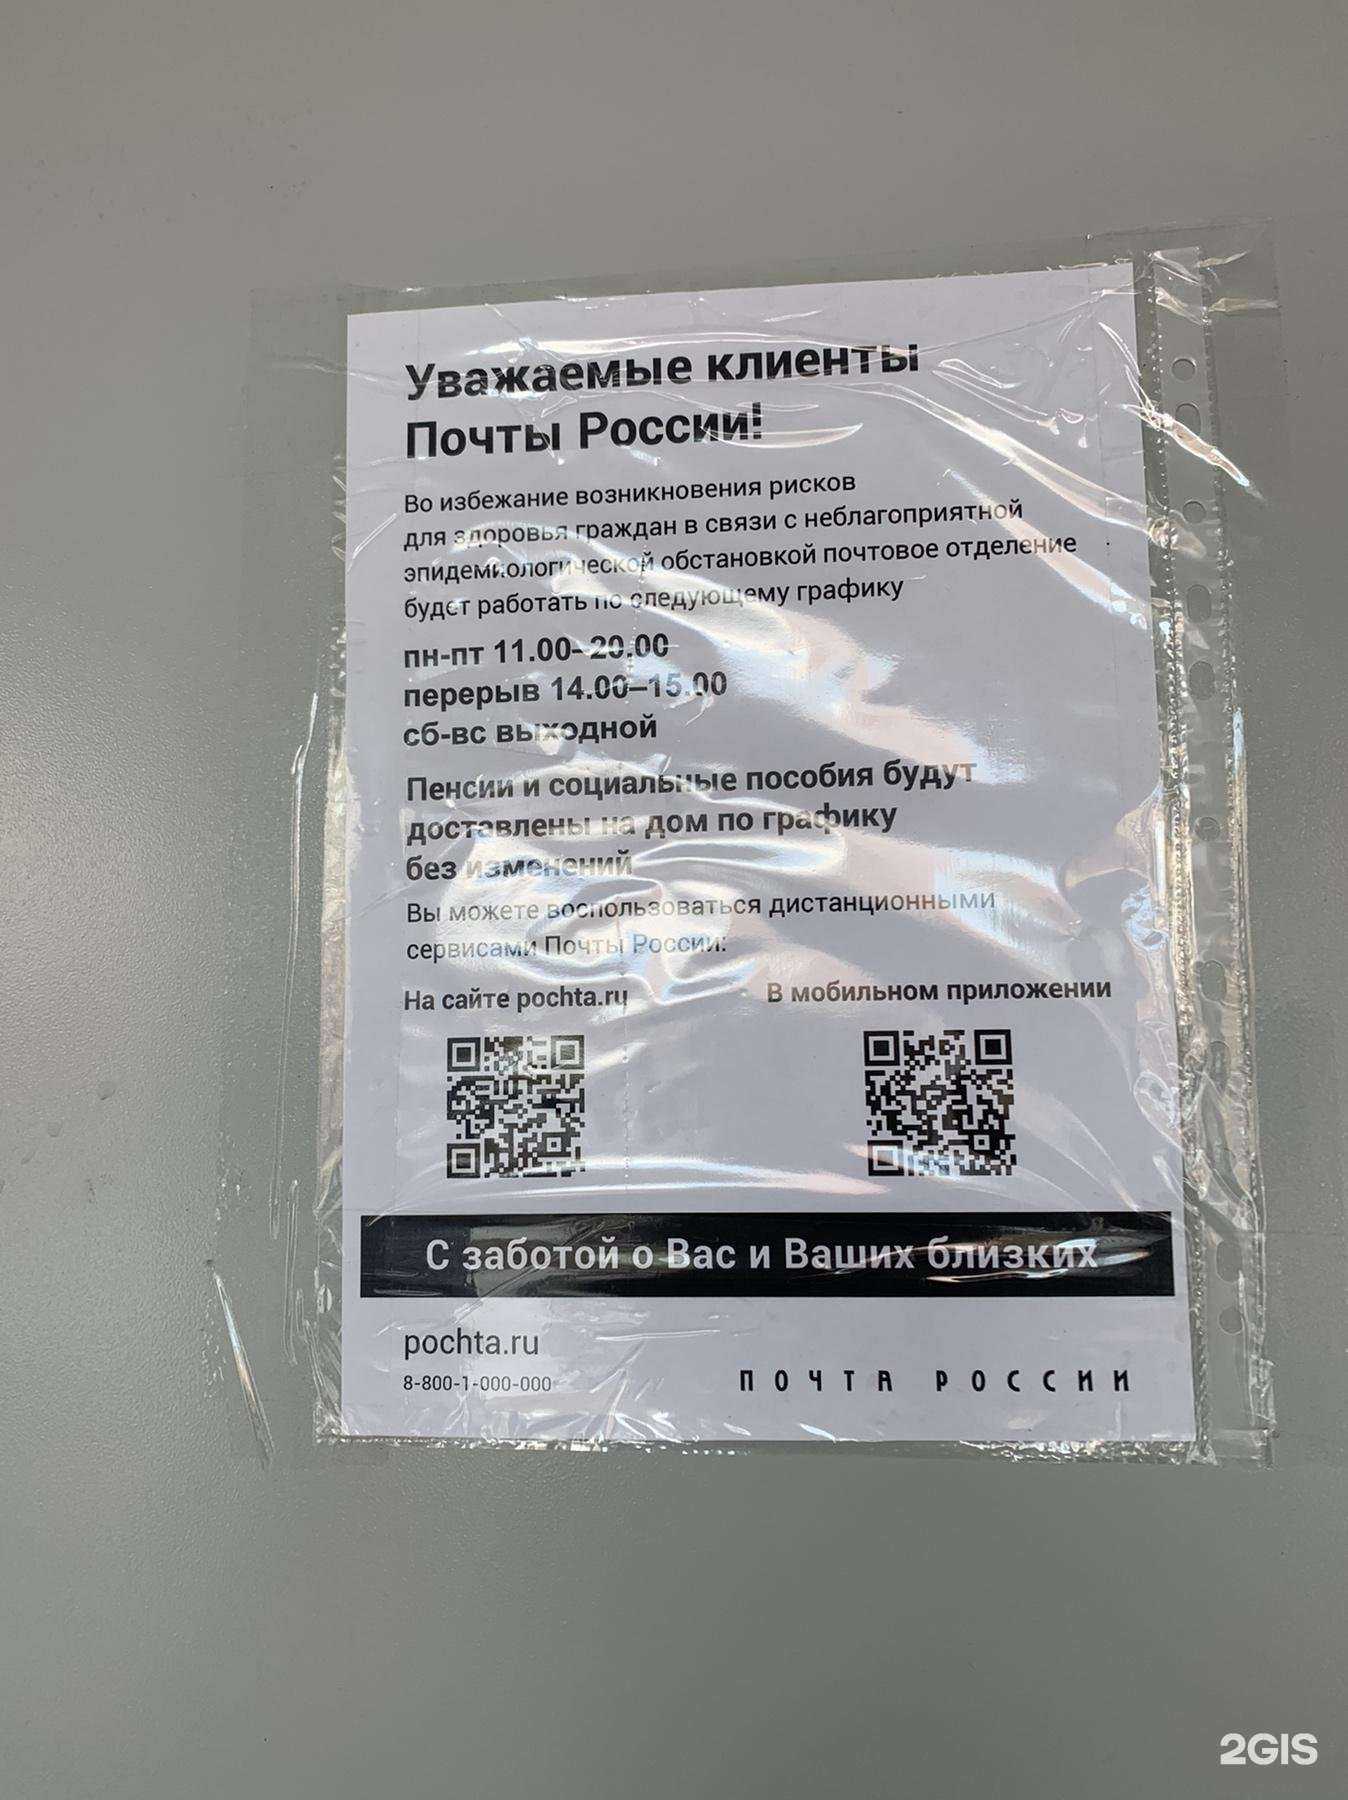 Уважаемые клиенты
Почты России!
Во избежание возникновения рисков
для здоровья граждан в связи с неблагоприятной
эпидемиологической обстановкой почтовое отделение
будет работать по следующему графику
пн-пт 11.00–20.00
перерыв 14.00–15.00
сб-вс выходной
Пенсии и социальные пособия будут
доставлены на дом по графику
без изменений
Вы можете воспользоваться дистанционными
сервисами Почты России:
На сайте pochta.ru
В мобильном приложении
С заботой о Вас и Ваших близких
pochta.ru
8-800-1-000-000
ПОЧТА РОССИИ
2GIS